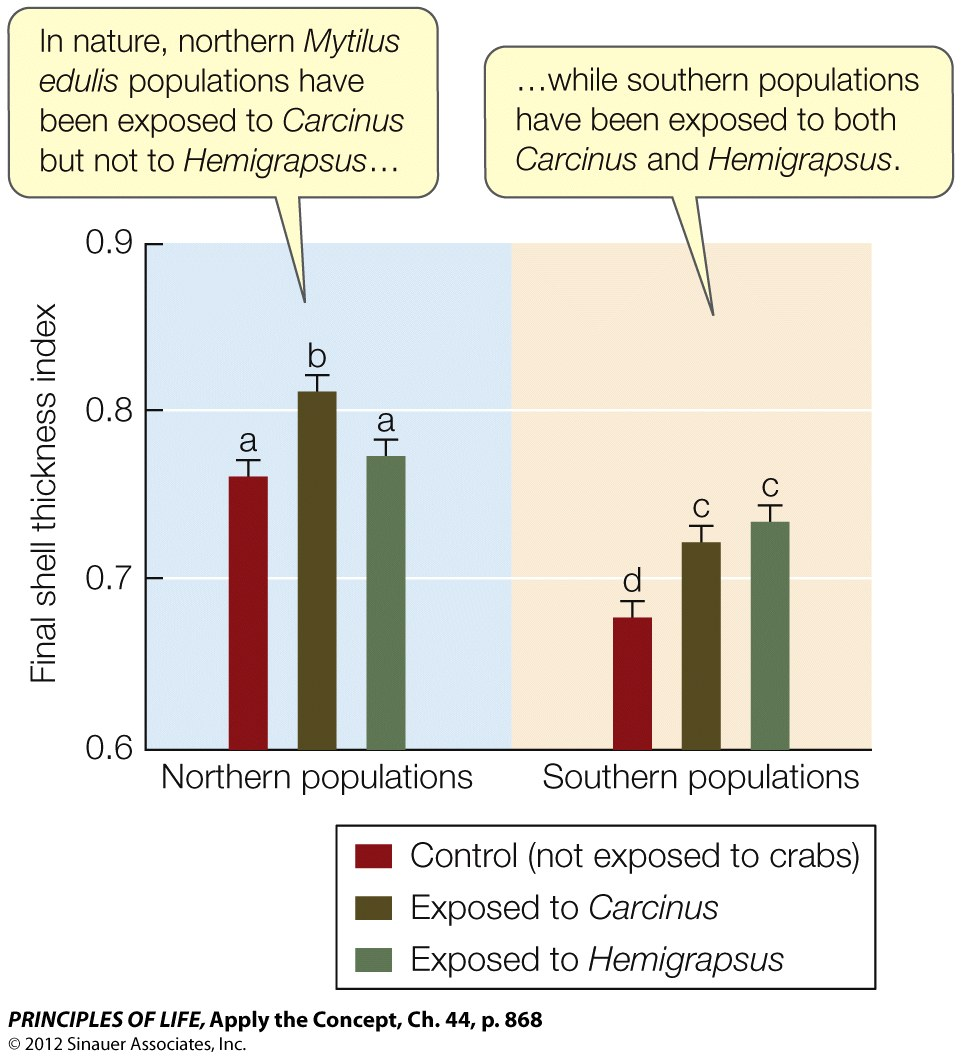 In nature, northern Mytilus
edulis populations have
been exposed to Carcinus
but not to Hemigrapsus…
…while southern populations
have been exposed to both
Carcinus and Hemigrapsus.
Final shell thickness index
0.9
0.8
0.7
0.6
a
b
a
d
c
c
Northern populations
Southern populations
Control (not exposed to crabs)
Exposed to Carcinus
Exposed to Hemigrapsus
PRINCIPLES OF LIFE, Apply the Concept, Ch. 44, p. 868
© 2012 Sinauer Associates, Inc.